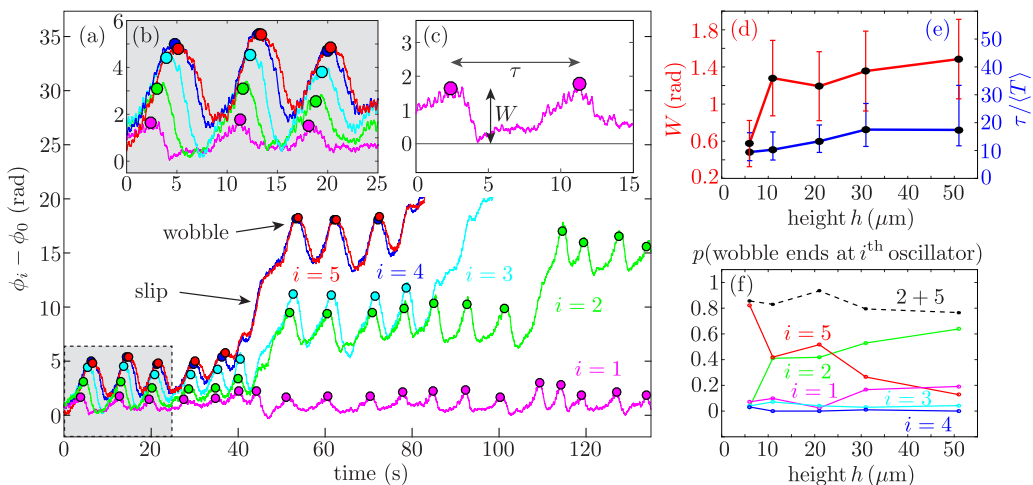 (a)
ϕi − ϕ0 (rad)
35
30
25
20
15
10
5
0
0 20 40 60 80 100 120
time (s)
wobble
slip
i = 5
i = 4
i = 3
i = 2
i = 1
(b)
6
4
2
0
0 5 10 15 20 25
(c)
3
2
1
0
0 5 10 15
τ
W
(d)
(e)
W (rad)
1.8
1.4
1
0.6
0.2
τ/⟨T⟩
50
40
30
20
10
0
0 10 20 30 40 50
height h (μm)
p(wobble ends at ith oscillator)
(f)
1
0.8
0.6
0.4
0.2
0
2 + 5
i = 5
i = 2
i = 1
i = 3
i = 4
0 10 20 30 40 50
height h (μm)